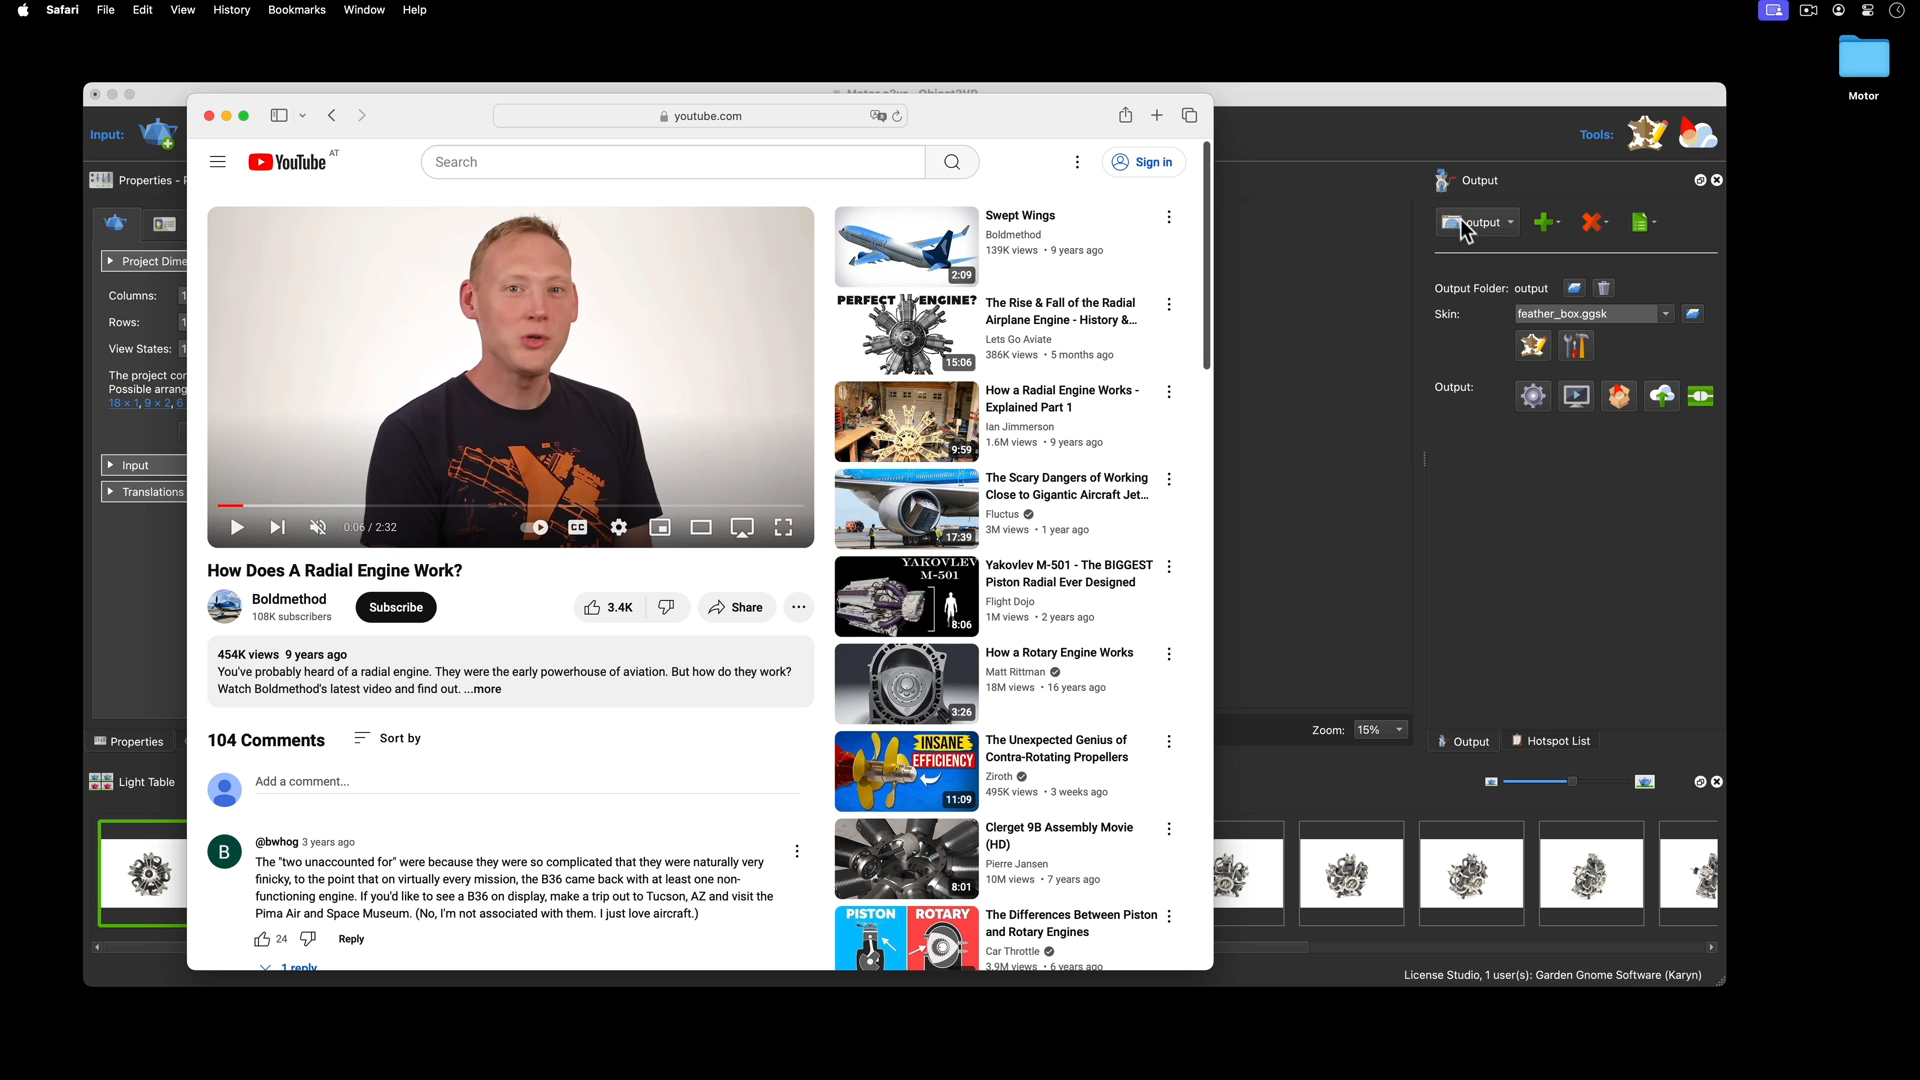 Safari File Edit View History Bookmarks Window Help
Motor
Input:
Tools:
Properties -
Project Dime
Columns:
Rows:
View States:
The project cor
Possible arrang
18 × 1, 9 × 2, 6
Input
Translations
Properties
Light Table
youtube.com
YouTube AT
Search
Sign in
0:06 / 2:32
CC
How Does A Radial Engine Work?
Boldmethod
108K subscribers
Subscribe
3.4K
Share
454K views 9 years ago
You've probably heard of a radial engine. They were the early powerhouse of aviation. But how do they work?
Watch Boldmethod's latest video and find out. ...more
104 Comments
Sort by
Add a comment...
B
@bwhog 3 years ago
The "two unaccounted for" were because they were so complicated that they were naturally very
finicky, to the point that on virtually every mission, the B36 came back with at least one non-
functioning engine. If you'd like to see a B36 on display, make a trip out to Tucson, AZ and visit the
Pima Air and Space Museum. (No, I'm not associated with them. I just love aircraft.)
24
Reply
1 reply
2:09
Swept Wings
Boldmethod
139K views • 9 years ago
PERFECT ENGINE?
15:06
The Rise & Fall of the Radial
Airplane Engine - History &...
Lets Go Aviate
386K views • 5 months ago
9:59
How a Radial Engine Works -
Explained Part 1
Ian Jimmerson
1.6M views • 9 years ago
17:39
The Scary Dangers of Working
Close to Gigantic Aircraft Jet...
Fluctus
3M views • 1 year ago
YAKOVLEV
M-501
8:06
Yakovlev M-501 - The BIGGEST
Piston Radial Ever Designed
Flight Dojo
1M views • 2 years ago
3:26
How a Rotary Engine Works
Matt Rittman
18M views • 16 years ago
INSANE
EFFICIENCY
11:09
The Unexpected Genius of
Contra-Rotating Propellers
Ziroth
495K views • 3 weeks ago
8:01
Clerget 9B Assembly Movie
(HD)
Pierre Jansen
10M views • 7 years ago
PISTON
ROTARY
The Differences Between Piston
and Rotary Engines
Car Throttle
3.9M views • 6 years ago
Output
output
Output Folder: output
Skin:
feather_box.ggsk
Output:
Zoom:
15%
Output
Hotspot List
License Studio, 1 user(s): Garden Gnome Software (Karyn)